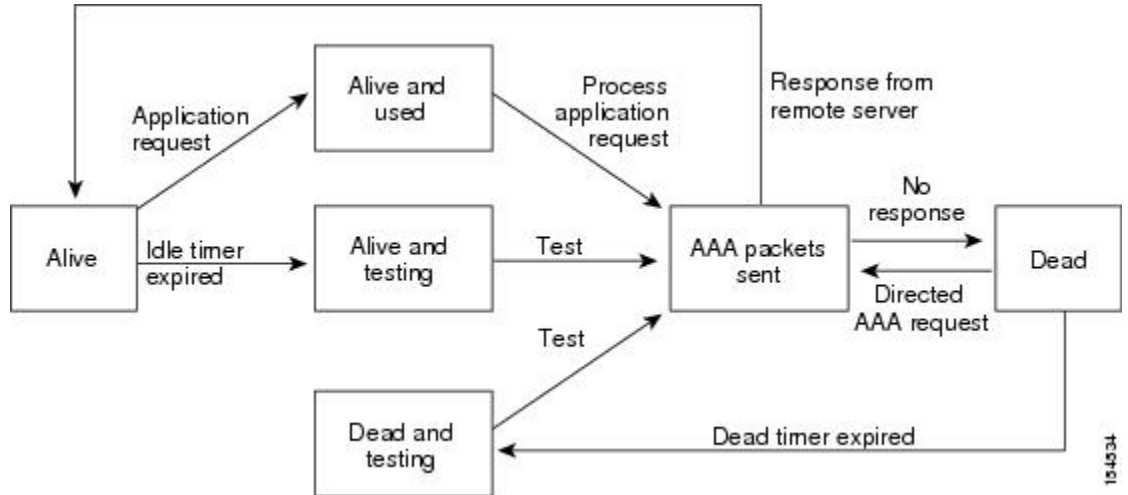 Alive and
used
Process
application
request
Response from
remote server
Application
request
No
response
Alive
Idle timer
expired
Alive and
testing
Test
AAA packets
sent
Dead
Directed
AAA request
Test
Dead and
testing
Dead timer expired
154534